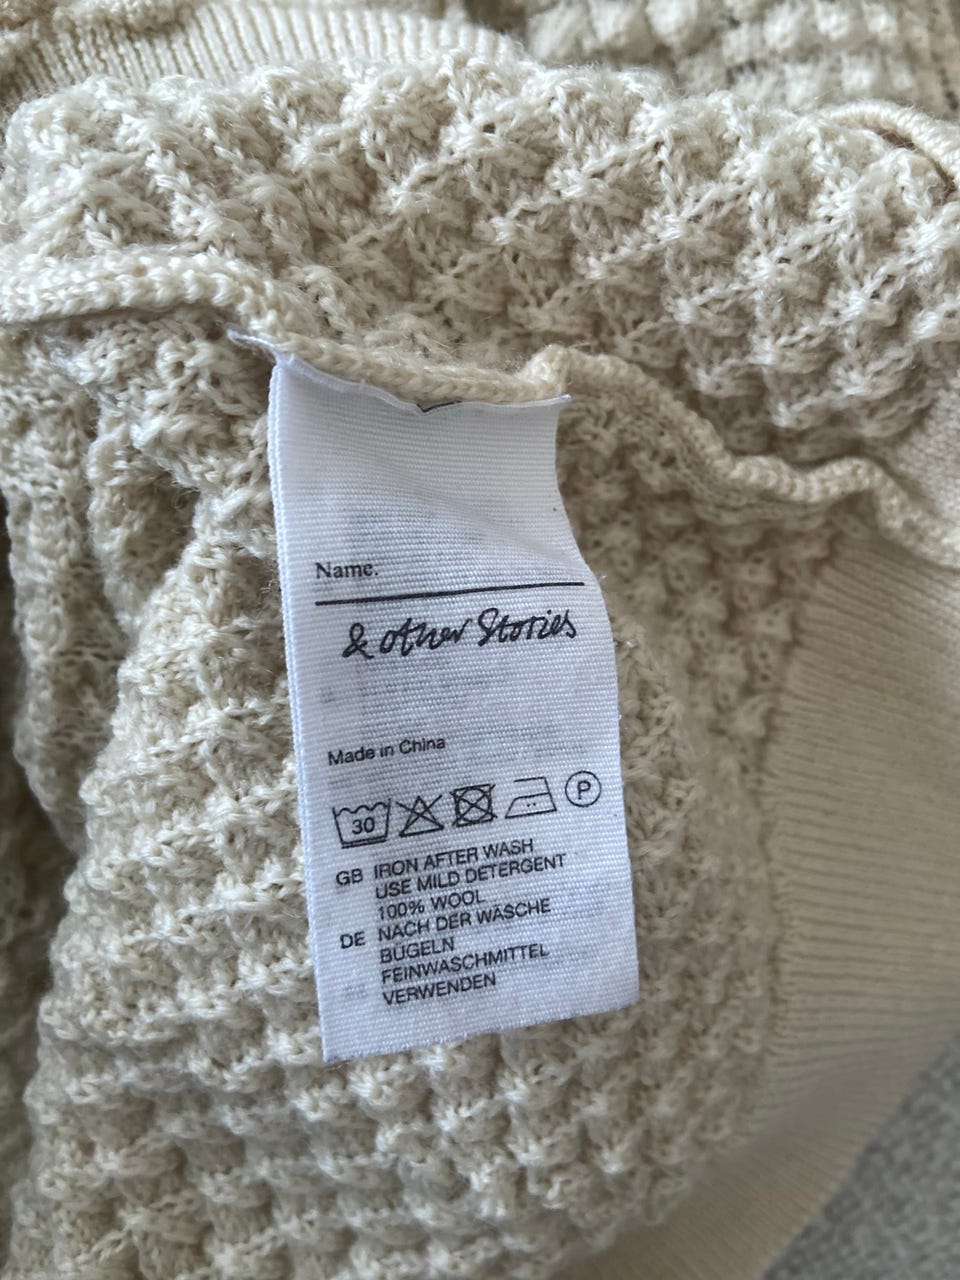 Name.
& other Stories
Made in China
30 P
GB IRON AFTER WASH
USE MILD DETERGENT
100% WOOL
DE NACH DER WÄSCHE
BÜGELN
FEINWASCHMITTEL
VERWENDEN